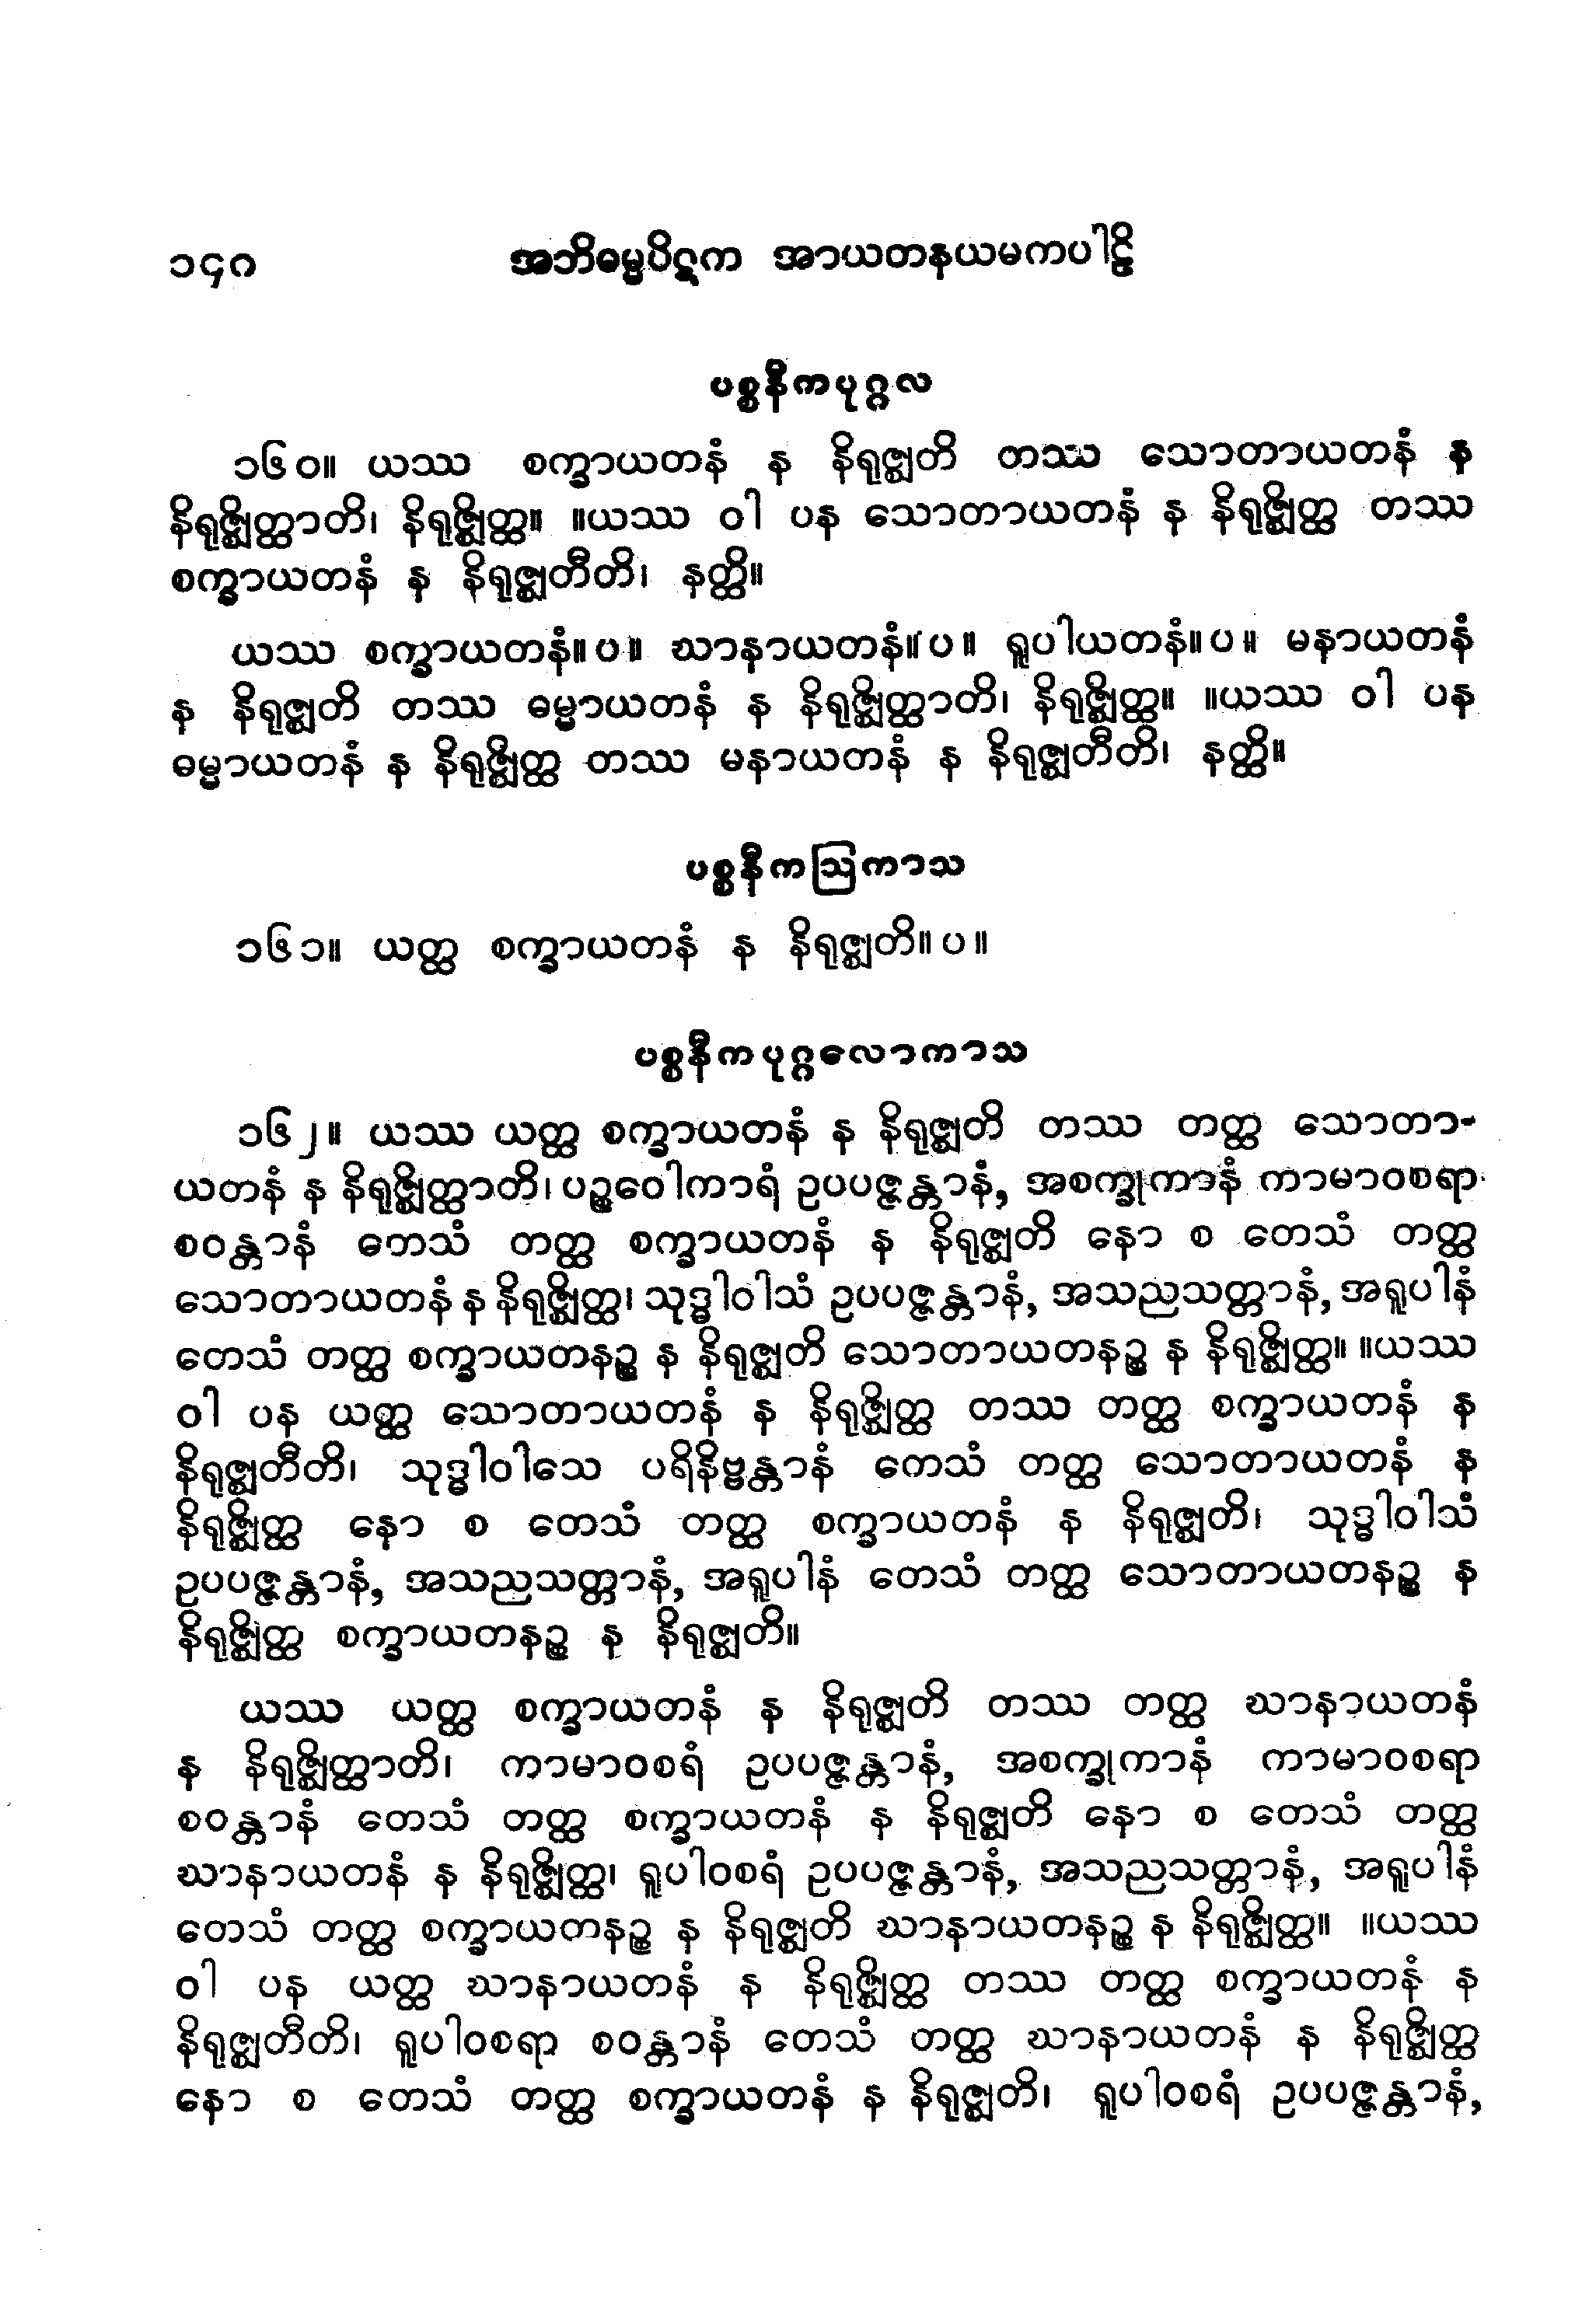 ၁၄၈ အဘိဓမ္မပိဋက အာယတနယမကပါဠိ
ပစ္စနီကပုဂ္ဂလ
၁၆၀။ ယဿ စက္ခာယတနံ န နိရုဇ္ဈတိ တဿ သောတာယတနံ န
နိရုဇ္ဈိတ္ထာတိ၊ နိရုဇ္ဈိတ္ထ။ ။ယဿ ဝါ ပန သောတာယတနံ န နိရုဇ္ဈိတ္ထ တဿ
စက္ခာယတနံ န နိရုဇ္ဈတီတိ၊ နတ္ထိ။
ယဿ စက္ခာယတနံ။ပ။ ဃာနာယတနံ။ပ။ ရူပါယတနံ။ပ။ မနာယတနံ
န နိရုဇ္ဈတိ တဿ ဓမ္မာယတနံ န နိရုဇ္ဈိတ္ထာတိ၊ နိရုဇ္ဈိတ္ထ။ ။ယဿ ဝါ ပန
ဓမ္မာယတနံ န နိရုဇ္ဈိတ္ထ တဿ မနာယတနံ န နိရုဇ္ဈတီတိ၊ နတ္ထိ။
ပစ္စနီကဩကာသ
၁၆၁။ ယတ္ထ စက္ခာယတနံ န နိရုဇ္ဈတိ။ပ။
ပစ္စနီကပုဂ္ဂလောကာသ
၁၆၂။ ယဿ ယတ္ထ စက္ခာယတနံ န နိရုဇ္ဈတိ တဿ တတ္ထ သောတာ-
ယတနံ န နိရုဇ္ဈိတ္ထာတိ၊ ပဉ္စဝေါကာရံ ဥပပဇ္ဇန္တာနံ, အစက္ခုကာနံ ကာမာဝစရာ
စဝန္တာနံ တေသံ တတ္ထ စက္ခာယတနံ န နိရုဇ္ဈတိ နော စ တေသံ တတ္ထ
သောတာယတနံ န နိရုဇ္ဈိတ္ထ၊ သုဒ္ဓါဝါသံ ဥပပဇ္ဇန္တာနံ, အသညသတ္တာနံ, အရူပါနံ
တေသံ တတ္ထ စက္ခာယတနဉ္စ န နိရုဇ္ဈတိ သောတာယတနဉ္စ န နိရုဇ္ဈိတ္ထ။ ။ယဿ
ဝါ ပန ယတ္ထ သောတာယတနံ န နိရုဇ္ဈိတ္ထ တဿ တတ္ထ စက္ခာယတနံ န
နိရုဇ္ဈတီတိ၊ သုဒ္ဓါဝါသေ ပရိနိဗ္ဗန္တာနံ တေသံ တတ္ထ သောတာယတနံ န
နိရုဇ္ဈိတ္ထ နော စ တေသံ တတ္ထ စက္ခာယတနံ န နိရုဇ္ဈတိ၊ သုဒ္ဓါဝါသံ
ဥပပဇ္ဇန္တာနံ, အသညသတ္တာနံ, အရူပါနံ တေသံ တတ္ထ သောတာယတနဉ္စ န
နိရုဇ္ဈိတ္ထ စက္ခာယတနဉ္စ န နိရုဇ္ဈတိ။
ယဿ ယတ္ထ စက္ခာယတနံ န နိရုဇ္ဈတိ တဿ တတ္ထ ဃာနာယတနံ
န နိရုဇ္ဈိတ္ထာတိ၊ ကာမာဝစရံ ဥပပဇ္ဇန္တာနံ, အစက္ခုကာနံ ကာမာဝစရာ
စဝန္တာနံ တေသံ တတ္ထ စက္ခာယတနံ န နိရုဇ္ဈတိ နော စ တေသံ တတ္ထ
ဃာနာယတနံ န နိရုဇ္ဈိတ္ထ၊ ရူပါဝစရံ ဥပပဇ္ဇန္တာနံ, အသညသတ္တာနံ, အရူပါနံ
တေသံ တတ္ထ စက္ခာယတနဉ္စ န နိရုဇ္ဈတိ ဃာနာယတနဉ္စ န နိရုဇ္ဈိတ္ထ။ ။ယဿ
ဝါ ပန ယတ္ထ ဃာနာယတနံ န နိရုဇ္ဈိတ္ထ တဿ တတ္ထ စက္ခာယတနံ န
နိရုဇ္ဈတီတိ၊ ရူပါဝစရာ စဝန္တာနံ တေသံ တတ္ထ ဃာနာယတနံ န နိရုဇ္ဈိတ္ထ
နော စ တေသံ တတ္ထ စက္ခာယတနံ န နိရုဇ္ဈတိ၊ ရူပါဝစရံ ဥပပဇ္ဇန္တာနံ,